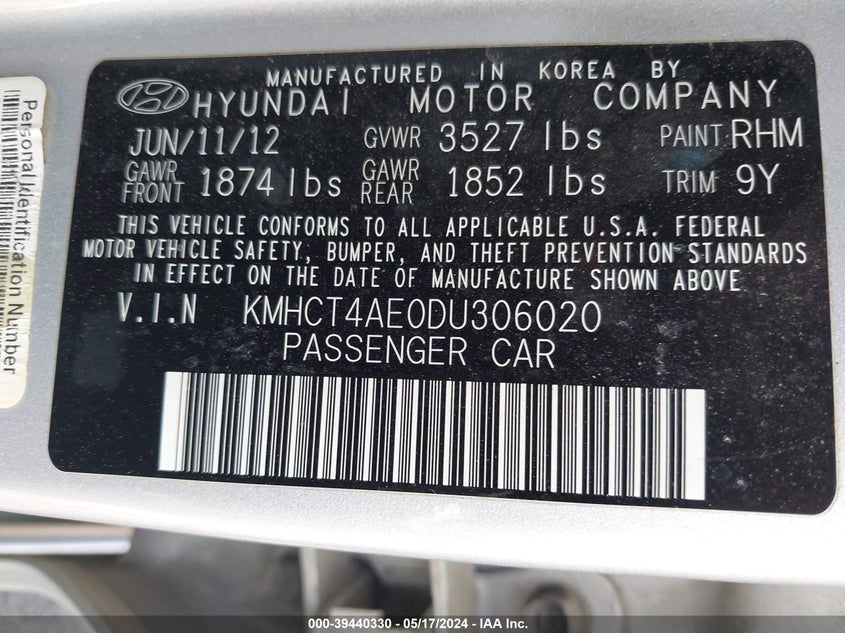 MANUFACTURED IN KOREA BY
HYUNDAI MOTOR COMPANY
JUN/11/12 GVWR 3527 lbs PAINT RHM
GAWR FRONT 1874 lbs GAWR REAR 1852 lbs TRIM 9Y
THIS VEHICLE CONFORMS TO ALL APPLICABLE U.S.A. FEDERAL
MOTOR VEHICLE SAFETY, BUMPER, AND THEFT PREVENTION STANDARDS
IN EFFECT ON THE DATE OF MANUFACTURE SHOWN ABOVE
V.I.N KMHCT4AE0DU306020
PASSENGER CAR
Personal Identification Number
000-39440330 - 05/17/2024 - IAA Inc.